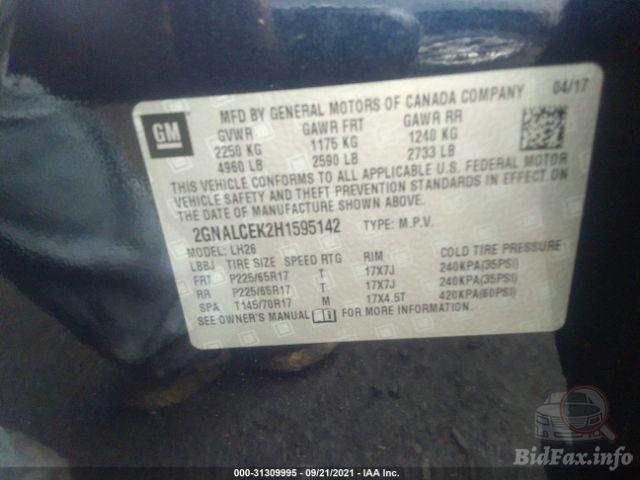 MFD BY GENERAL MOTORS OF CANADA COMPANY 04/17
GM
GVWR GAWR FRT GAWR RR
2250 KG 1175 KG 1240 KG
4960 LB 2590 LB 2733 LB
THIS VEHICLE CONFORMS TO ALL APPLICABLE U.S. FEDERAL MOTOR
VEHICLE SAFETY AND THEFT PREVENTION STANDARDS IN EFFECT ON
THE DATE OF MANUFACTURE SHOWN ABOVE.
2GNALCEK2H1595142 TYPE: M.P.V.
MODEL: LH26
LBBJ TIRE SIZE SPEED RTG RIM COLD TIRE PRESSURE
FRT P225/65R17 T 17X7J 240KPA(35PSI)
RR P225/65R17 T 17X7J 240KPA(35PSI)
SPA T145/70R17 M 17X4.5T 420KPA(60PSI)
SEE OWNER'S MANUAL FOR MORE INFORMATION.
BidFax.info
000-31309995 - 09/21/2021 - IAA Inc.